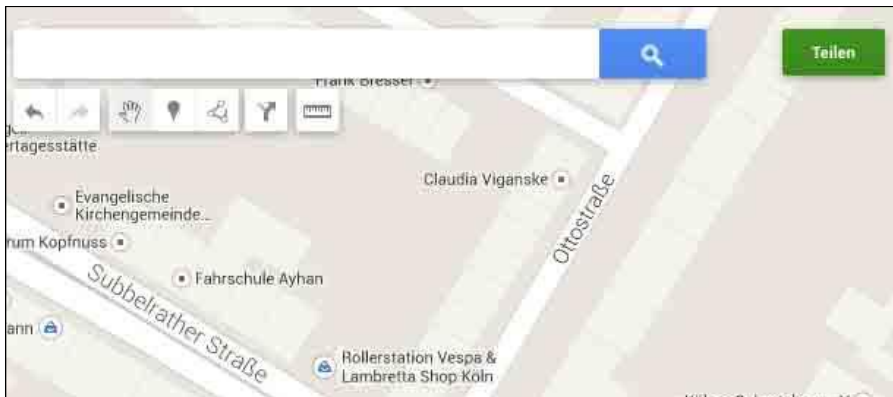 Teilen
Frank Bresser
ertagesstätte
Claudia Viganske
Evangelische
Kirchengemeinde...
rum Kopfnuss
Ottostraße
Fahrschule Ayhan
Subbelrather Straße
ann
Rollerstation Vespa &
Lambretta Shop Köln